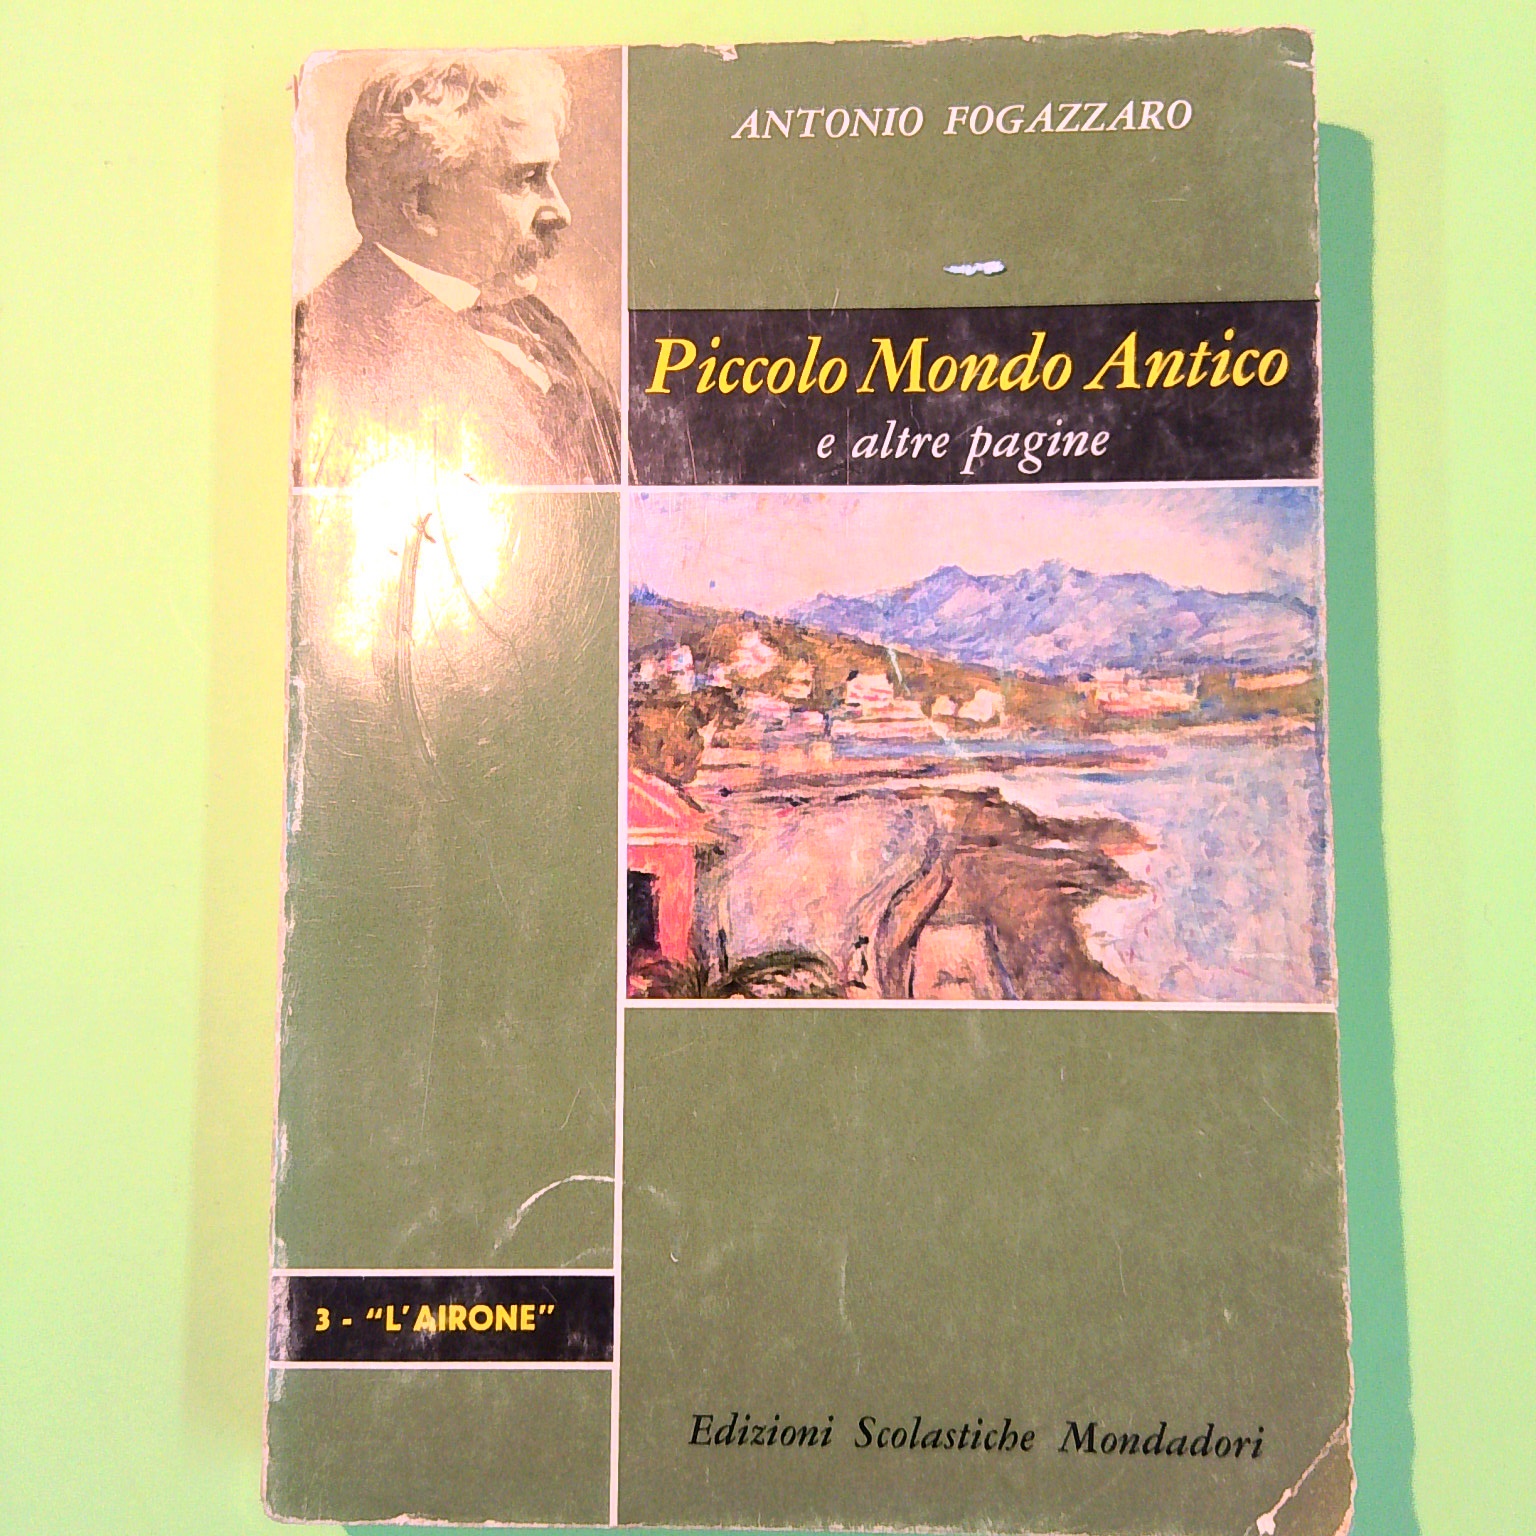 ANTONIO FOGAZZARO
Piccolo Mondo Antico
e altre pagine
3 - "L'AIRONE"
Edizioni Scolastiche Mondadori